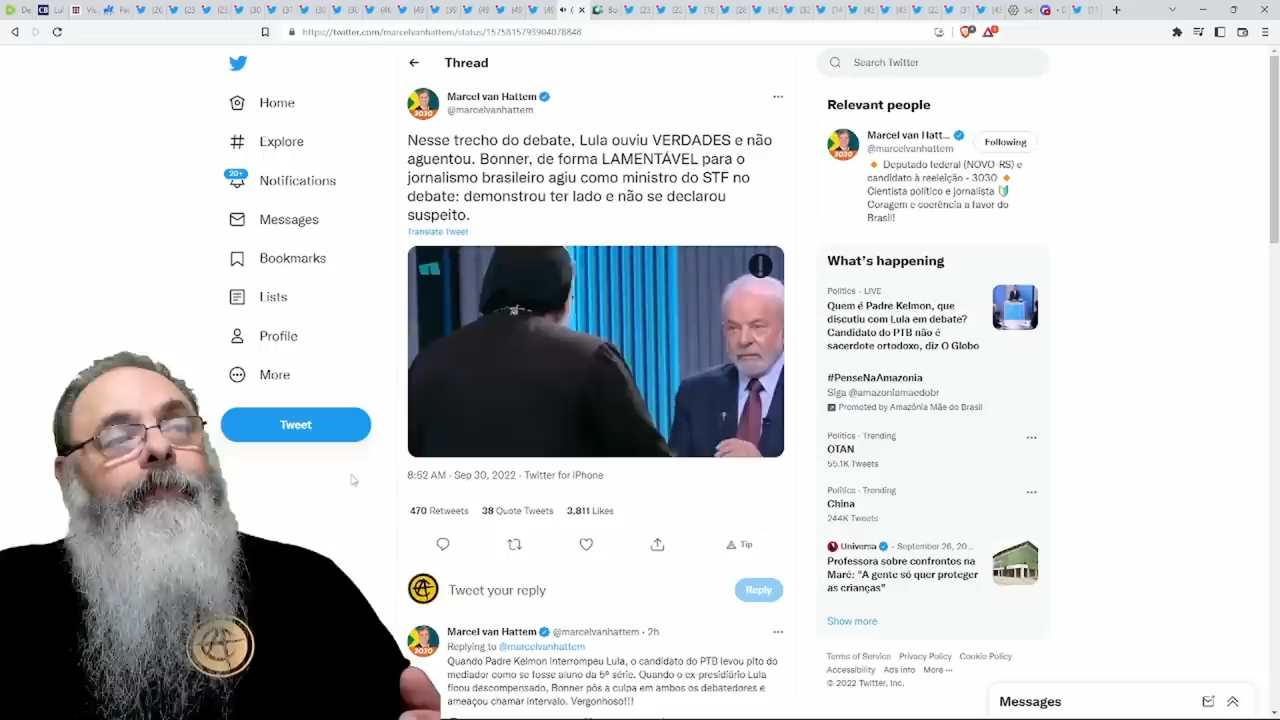 https://twitter.com/marcelvanhattem/status/1575815793904078848
Home
Explore
20+
Notifications
Messages
Bookmarks
Lists
Profile
More
Tweet
Thread
Marcel van Hattem
@marcelvanhattem
Nesse trecho do debate, Lula ouviu VERDADES e não
aguentou. Bonner, de forma LAMENTÁVEL para o
jornalismo brasileiro agiu como ministro do STF no
debate: demonstrou ter lado e não se declarou
suspeito.
Translate Tweet
8:52 AM · Sep 30, 2022 · Twitter for iPhone
470 Retweets 38 Quote Tweets 3,811 Likes
Tip
Tweet your reply
Reply
Marcel van Hattem @marcelvanhattem · 2h
Replying to @marcelvanhattem
Quando Padre Kelmon interrompeu Lula, o candidato do PTB levou pito do
mediador como se fosse aluno da 5ª série. Quando o ex-presidiário Lula
ficou descompensado, Bonner pôs a culpa em ambos os debatedores e
ameaçou chamar intervalo. Vergonhoso!!!
Search Twitter
Relevant people
Marcel van Hatt...
@marcelvanhattem
Following
Deputado federal (NOVO-RS) e
candidato à reeleição - 3030
Cientista político e jornalista
Coragem e coerência a favor do
Brasil!
What's happening
Politics · LIVE
Quem é Padre Kelmon, que
discutiu com Lula em debate?
Candidato do PTB não é
sacerdote ortodoxo, diz O Globo
#PenseNaAmazonia
Siga @amazoniamaedobr
Promoted by Amazônia Mãe do Brasil
Politics · Trending
OTAN
55.1K Tweets
Politics · Trending
China
244K Tweets
Universa · September 26, 20...
Professora sobre confrontos na
Maré: "A gente só quer proteger
as crianças"
Show more
Terms of Service Privacy Policy Cookie Policy
Accessibility Ads info More ...
© 2022 Twitter, Inc.
Messages